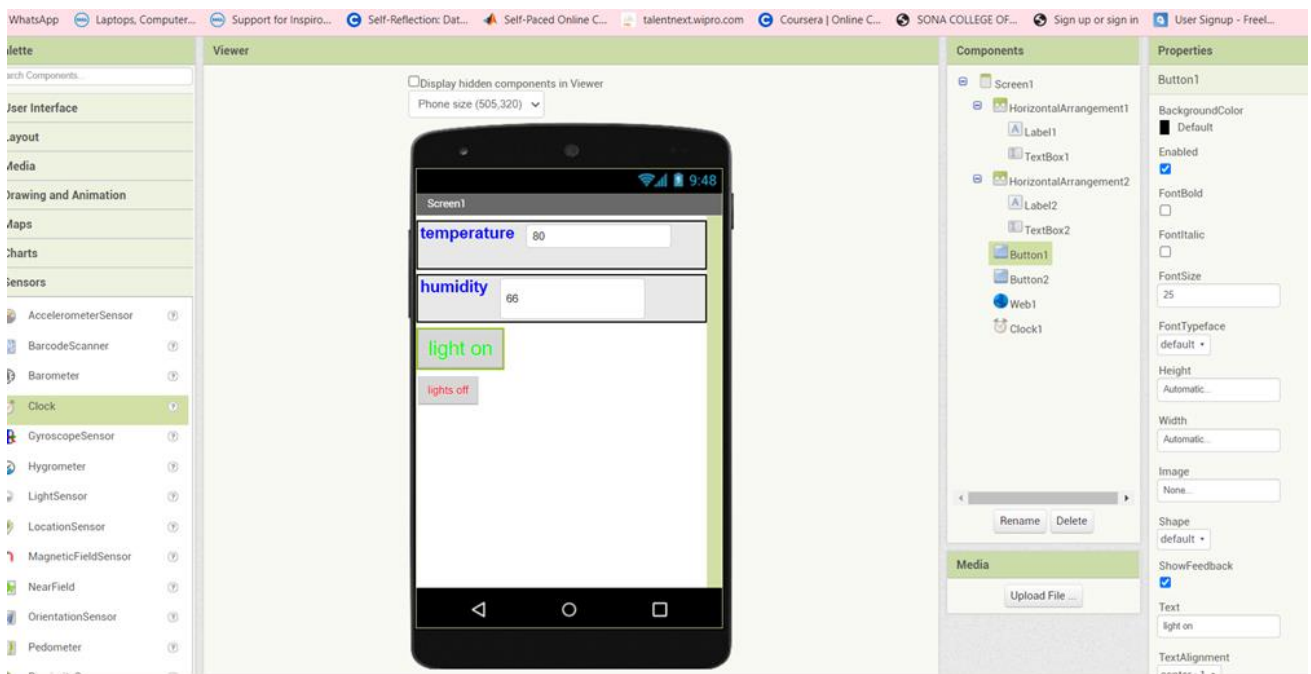 WhatsApp Laptops, Computer... Support for Inspiro... Self-Reflection: Dat... Self-Paced Online C... talentnext.wipro.com Coursera | Online C... SONA COLLEGE OF... Sign up or sign in User Signup - Freel...
lette
arch Components...
Jser Interface
ayout
Media
Drawing and Animation
Maps
Charts
Sensors
AccelerometerSensor
BarcodeScanner
Barometer
Clock
GyroscopeSensor
Hygrometer
LightSensor
LocationSensor
MagneticFieldSensor
NearField
OrientationSensor
Pedometer
Viewer
Display hidden components in Viewer
Phone size (505,320)
9:48
Screen1
temperature 80
humidity 66
light on
lights off
Components
Screen1
HorizontalArrangement1
Label1
TextBox1
HorizontalArrangement2
Label2
TextBox2
Button1
Button2
Web1
Clock1
Rename Delete
Media
Upload File ...
Properties
Button1
BackgroundColor
Default
Enabled
FontBold
FontItalic
FontSize
25
FontTypeface
default
Height
Automatic...
Width
Automatic...
Image
None...
Shape
default
ShowFeedback
Text
light on
TextAlignment